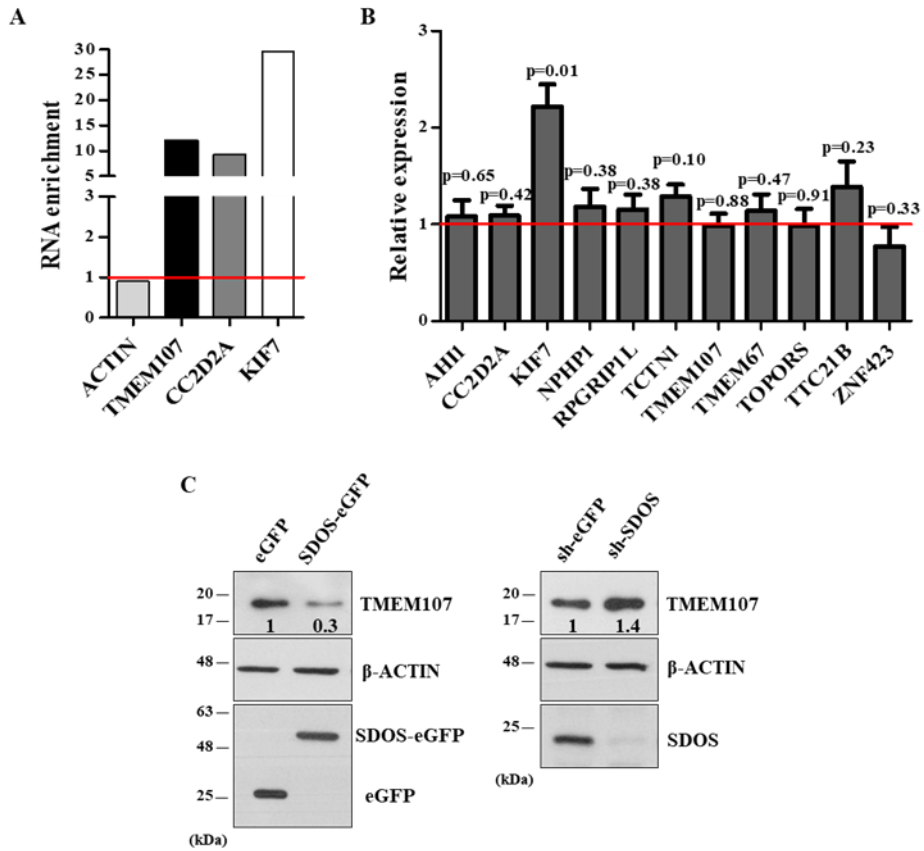 A
RNA enrichment
30
25
20
15
10
5
3
2
1
0
ACTIN
TMEM107
CC2D2A
KIF7
B
Relative expression
3
2
1
0
p=0.65
p=0.42
p=0.01
p=0.38
p=0.38
p=0.10
p=0.88
p=0.47
p=0.91
p=0.23
p=0.33
AHI1
CC2D2A
KIF7
NPHP1
RPGRIP1L
TCTN1
TMEM107
TMEM67
TOPORS
TTC21B
ZNF423
C
eGFP
SDOS-eGFP
20
17
1 0.3
TMEM107
48
β-ACTIN
63
48
25
SDOS-eGFP
eGFP
(kDa)
sh-eGFP
sh-SDOS
20
17
1 1.4
TMEM107
48
β-ACTIN
25
SDOS
(kDa)